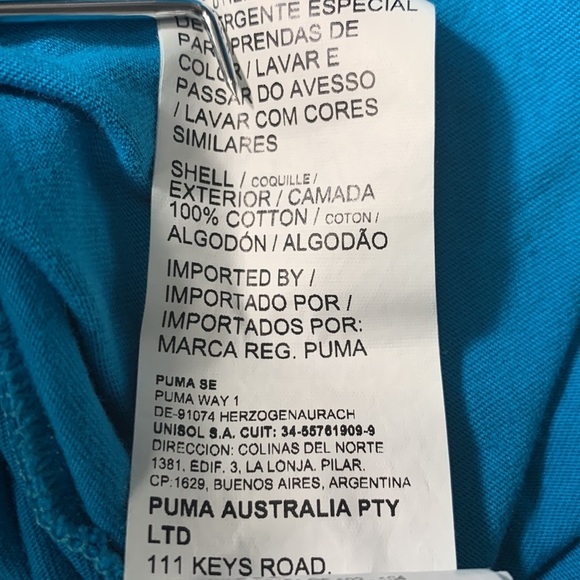 DETERGENTE ESPECIAL
PARA PRENDAS DE
COLOR / LAVAR E
PASSAR DO AVESSO
/ LAVAR COM CORES
SIMILARES
SHELL / COQUILLE /
EXTERIOR / CAMADA
100% COTTON / COTON /
ALGODÓN / ALGODÃO
IMPORTED BY /
IMPORTADO POR /
IMPORTADOS POR:
MARCA REG. PUMA
PUMA SE
PUMA WAY 1
DE-91074 HERZOGENAURACH
UNISOL S.A. CUIT: 34-55761909-9
DIRECCION: COLINAS DEL NORTE
1381, EDIF. 3, LA LONJA. PILAR.
CP:1629, BUENOS AIRES, ARGENTINA
PUMA AUSTRALIA PTY
LTD
111 KEYS ROAD.